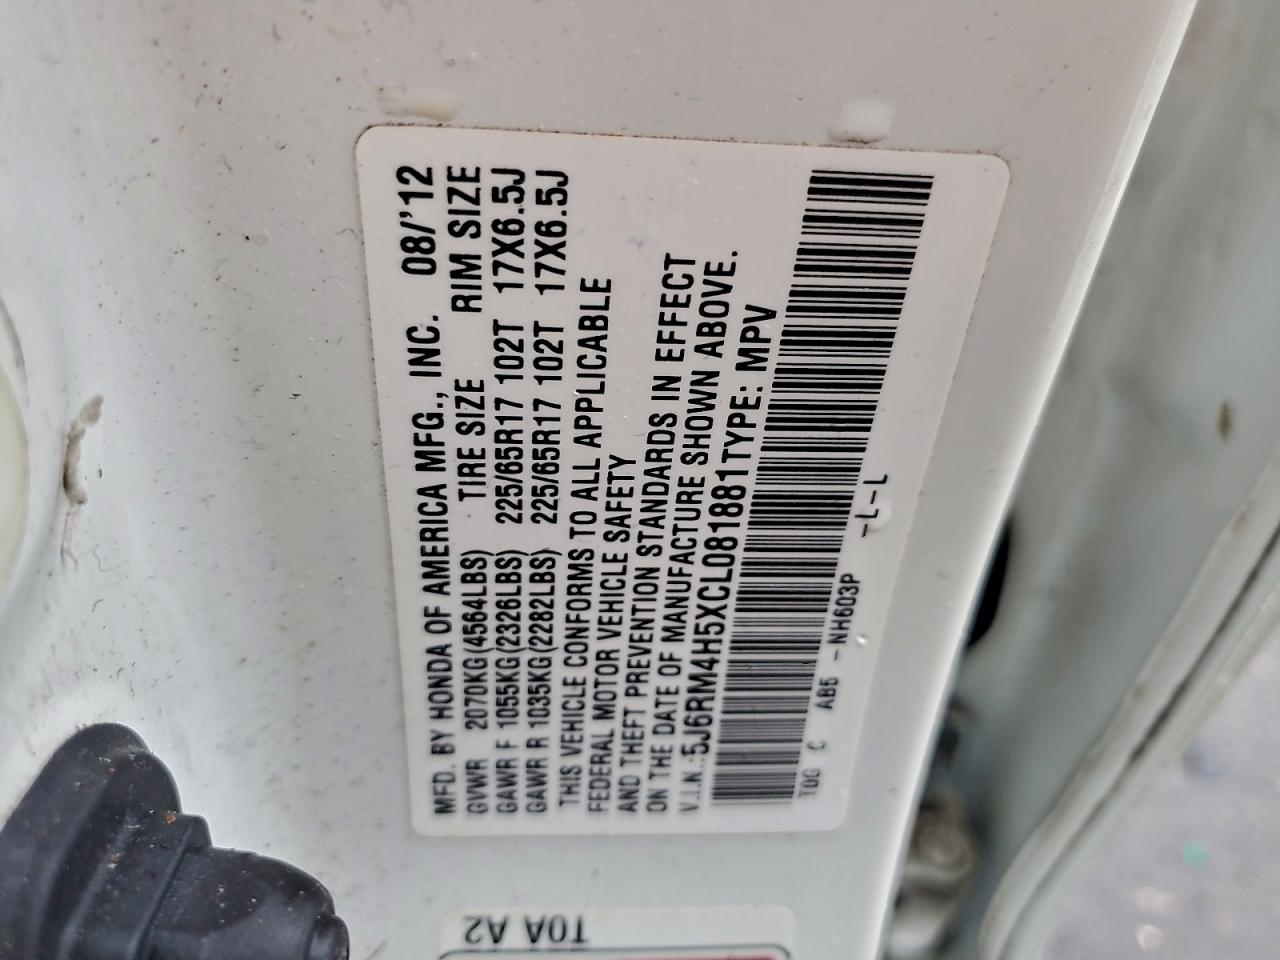 MFD. BY HONDA OF AMERICA MFG., INC. 08/'12
GVWR 2070KG(4564LBS) TIRE SIZE RIM SIZE
GAWR F 1055KG(2326LBS) 225/65R17 102T 17X6.5J
GAWR R 1035KG(2282LBS) 225/65R17 102T 17X6.5J
THIS VEHICLE CONFORMS TO ALL APPLICABLE
FEDERAL MOTOR VEHICLE SAFETY
AND THEFT PREVENTION STANDARDS IN EFFECT
ON THE DATE OF MANUFACTURE SHOWN ABOVE.
V.I.N.:5J6RM4H5XCL081881TYPE: MPV
T0G C AB5 -NH603P -L-L
T0A A2